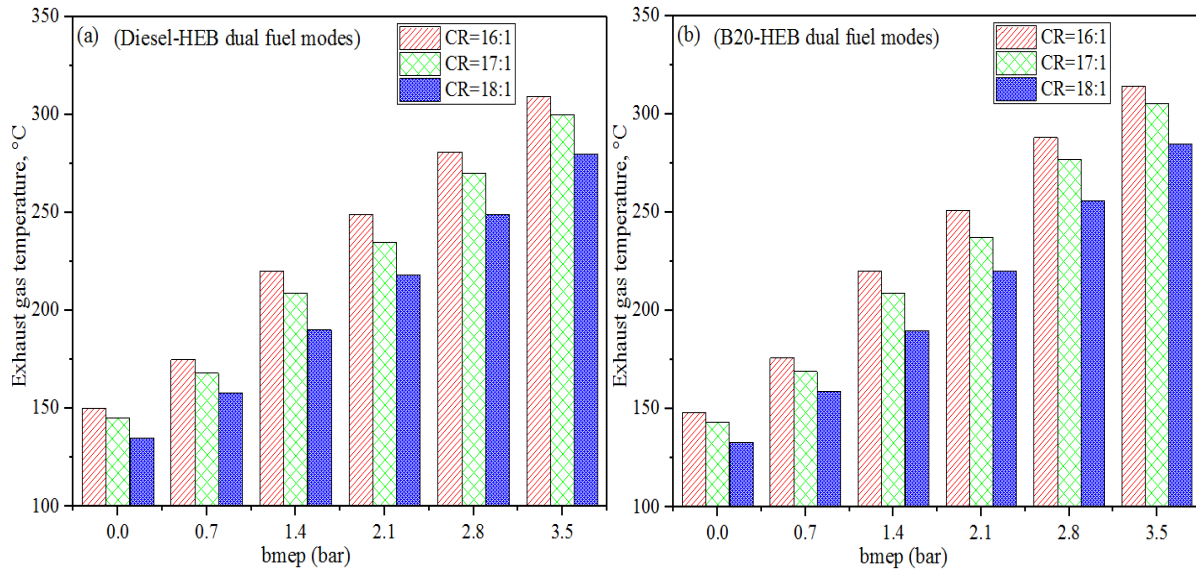 (a) (Diesel-HEB dual fuel modes)
CR=16:1
CR=17:1
CR=18:1
Exhaust gas temperature, °C
350
300
250
200
150
100
0.0 0.7 1.4 2.1 2.8 3.5
bmep (bar)
(b) (B20-HEB dual fuel modes)
CR=16:1
CR=17:1
CR=18:1
Exhaust gas temperature, °C
350
300
250
200
150
100
0.0 0.7 1.4 2.1 2.8 3.5
bmep (bar)